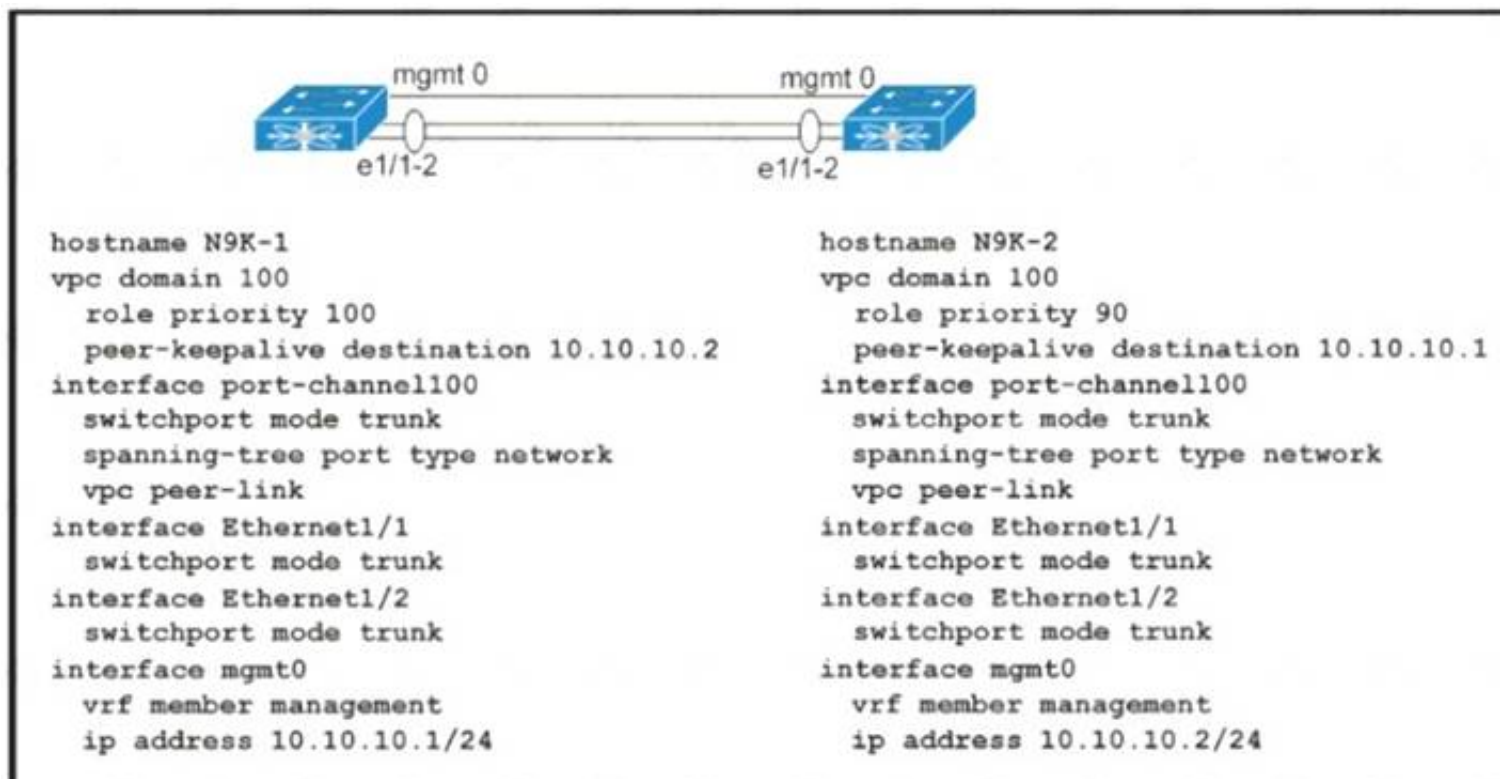 mgmt 0
mgmt 0
e1/1-2
e1/1-2
hostname N9K-1
vpc domain 100
role priority 100
peer-keepalive destination 10.10.10.2
interface port-channel100
switchport mode trunk
spanning-tree port type network
vpc peer-link
interface Ethernet1/1
switchport mode trunk
interface Ethernet1/2
switchport mode trunk
interface mgmt0
vrf member management
ip address 10.10.10.1/24
hostname N9K-2
vpc domain 100
role priority 90
peer-keepalive destination 10.10.10.1
interface port-channel100
switchport mode trunk
spanning-tree port type network
vpc peer-link
interface Ethernet1/1
switchport mode trunk
interface Ethernet1/2
switchport mode trunk
interface mgmt0
vrf member management
ip address 10.10.10.2/24